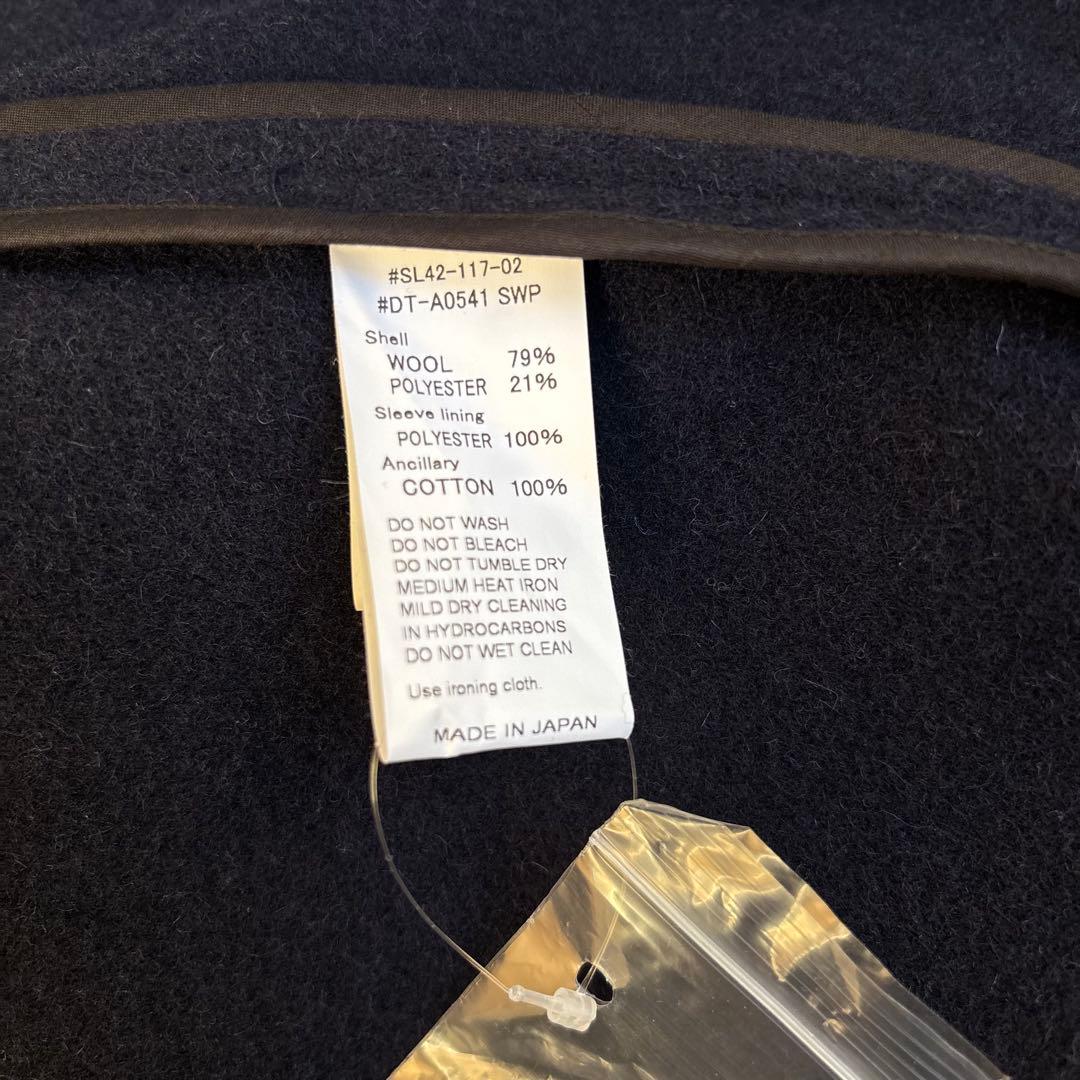 #SL42-117-02
#DT-A0541 SWP
Shell
WOOL 79%
POLYESTER 21%
Sleeve lining
POLYESTER 100%
Ancillary
COTTON 100%
DO NOT WASH
DO NOT BLEACH
DO NOT TUMBLE DRY
MEDIUM HEAT IRON
MILD DRY CLEANING
IN HYDROCARBONS
DO NOT WET CLEAN
Use ironing cloth.
MADE IN JAPAN